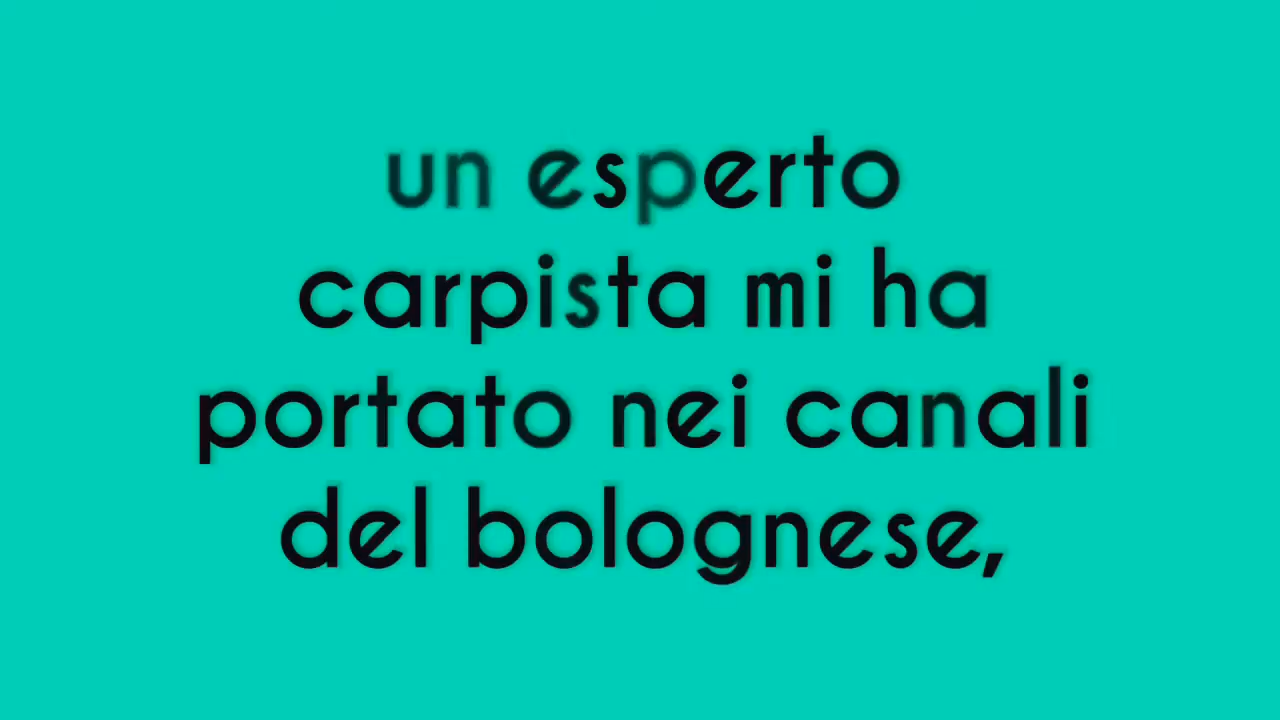 un esperto
carpista mi ha
portato nei canali
del bolognese,